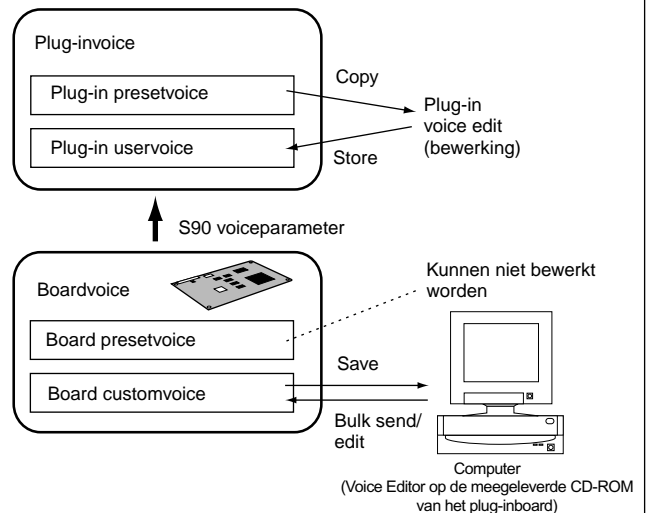 Plug-invoice
Plug-in presetvoice
Plug-in uservoice
Copy
Store
Plug-in
voice edit
(bewerking)
S90 voiceparameter
Boardvoice
Board presetvoice
Board customvoice
Kunnen niet bewerkt
worden
Save
Bulk send/
edit
Computer
(Voice Editor op de meegeleverde CD-ROM
van het plug-inboard)